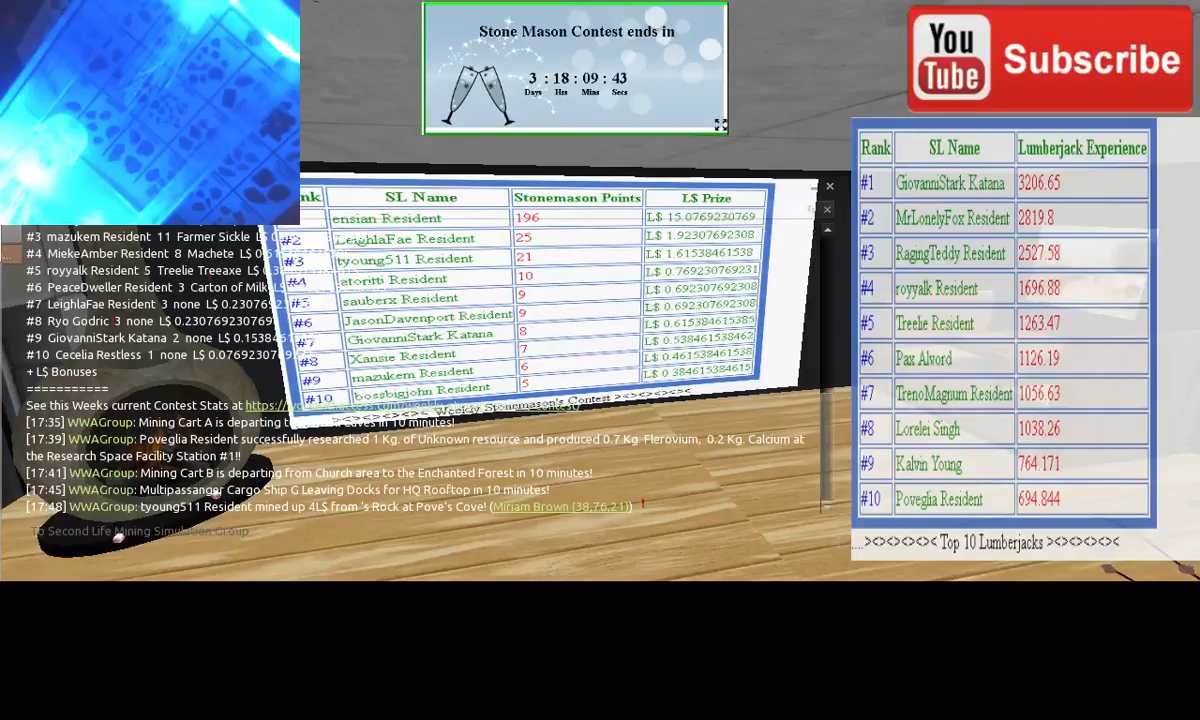 Stone Mason Contest ends in
3 : 18 : 09 : 43
Days Hrs Mins Secs
You Tube Subscribe
Rank SL Name Lumberjack Experience
#1 GiovanniStark Katana 3206.65
#2 MrLonelyFox Resident 2819.8
#3 RagingTeddy Resident 2527.58
#4 royyalk Resident 1696.88
#5 Treelie Resident 1263.47
#6 Pax Alvord 1126.19
#7 TrenoMagnum Resident 1056.63
#8 Lorelei Singh 1038.26
#9 Kalvin Young 764.171
#10 Poveglia Resident 694.844
....><><><>< Top 10 Lumberjacks ><><><><
nk SL Name Stonemason Points L$ Prize
ensian Resident 196 L$ 15.0769230769
#2 LeighlaFae Resident 25 L$ 1.92307692308
#3 tyoung511 Resident 21 L$ 1.61538461538
#4 atoritti Resident 10 L$ 0.769230769231
#5 sauberz Resident 9 L$ 0.692307692308
#6 JasonDavenport Resident 9 L$ 0.692307692308
#7 GiovanniStark Katana 8 L$ 0.615384615385
#8 Xansie Resident 7 L$ 0.538461538462
#9 mazukem Resident 6 L$ 0.461538461538
#10 bossbigjohn Resident 5 L$ 0.384615384615
Weekly Stonemason's Contest
#3 mazukem Resident 11 Farmer Sickle L$
#4 MiekeAmber Resident 8 Machete L$
#5 royyalk Resident 5 Treelie Treeaxe L$
#6 PeaceDweller Resident 3 Carton of Milk L$
#7 LeighlaFae Resident 3 none L$ 0.230769230
#8 Ryo Godric 3 none L$ 0.230769230769
#9 GiovanniStark Katana 2 none L$ 0.153846
#10 Cecelia Restless 1 none L$ 0.0769230
+ L$ Bonuses
===========
See this Weeks current Contest Stats at
[17:35] WWAGroup: Mining Cart A is departing in 10 minutes!
[17:39] WWAGroup: Poveglia Resident successfully researched 1 Kg. of Unknown resource and produced 0.7 Kg. Flerovium, 0.2 Kg. Calcium at
the Research Space Facility Station #1!!
[17:41] WWAGroup: Mining Cart B is departing from Church area to the Enchanted Forest in 10 minutes!
[17:45] WWAGroup: Multipassanger Cargo Ship G Leaving Docks for HQ Rooftop in 10 minutes!
[17:48] WWAGroup: tyoung511 Resident mined up 4L$ from 's Rock at Pove's Cove! (Miriam Brown (38,76,21))
To Second Life Mining Simulation Group